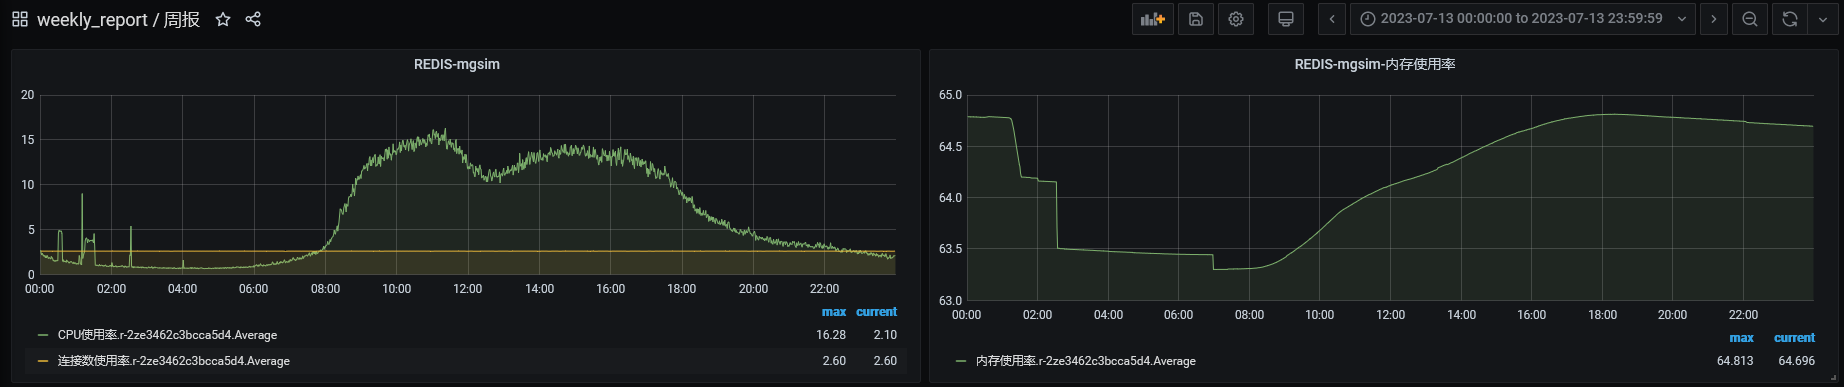 weekly_report / 周报
2023-07-13 00:00:00 to 2023-07-13 23:59:59
REDIS-mgsim
20
15
10
5
0
00:00 02:00 04:00 06:00 08:00 10:00 12:00 14:00 16:00 18:00 20:00 22:00
max current
CPU使用率.r-2ze3462c3bcca5d4.Average 16.28 2.10
连接数使用率.r-2ze3462c3bcca5d4.Average 2.60 2.60
REDIS-mgsim-内存使用率
65.0
64.5
64.0
63.5
63.0
00:00 02:00 04:00 06:00 08:00 10:00 12:00 14:00 16:00 18:00 20:00 22:00
max current
内存使用率.r-2ze3462c3bcca5d4.Average 64.813 64.696